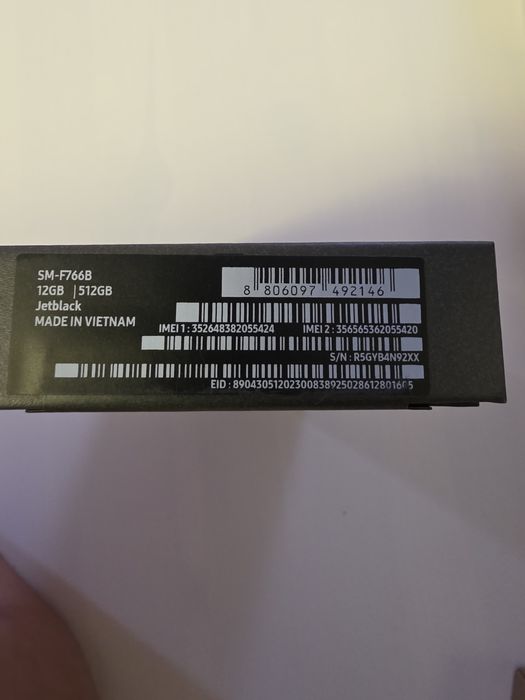 SM-F766B
12GB | 512GB
Jetblack
MADE IN VIETNAM
8 806097 492146
IMEI 1 : 352648382055424 IMEI 2 : 356565362055420
S/N : R5GYB4N92XX
EID : 89043051202300838925028612801605